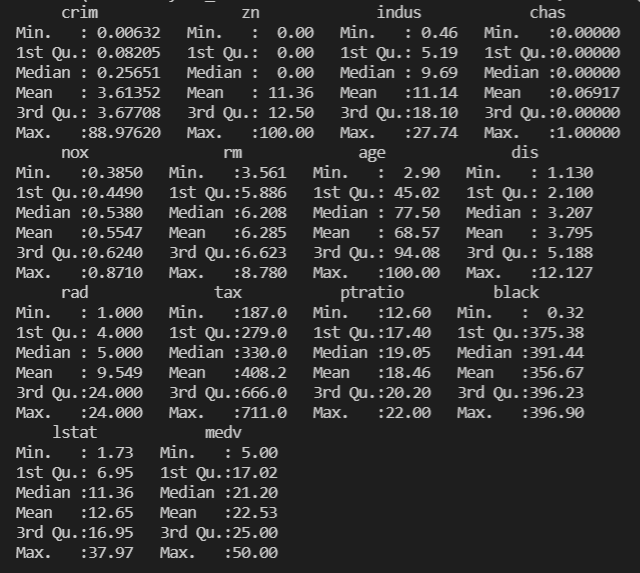 crim zn indus chas
Min. : 0.00632 Min. : 0.00 Min. : 0.46 Min. :0.00000
1st Qu.: 0.08205 1st Qu.: 0.00 1st Qu.: 5.19 1st Qu.:0.00000
Median : 0.25651 Median : 0.00 Median : 9.69 Median :0.00000
Mean : 3.61352 Mean : 11.36 Mean :11.14 Mean :0.06917
3rd Qu.: 3.67708 3rd Qu.: 12.50 3rd Qu.:18.10 3rd Qu.:0.00000
Max. :88.97620 Max. :100.00 Max. :27.74 Max. :1.00000
nox rm age dis
Min. :0.3850 Min. :3.561 Min. : 2.90 Min. : 1.130
1st Qu.:0.4490 1st Qu.:5.886 1st Qu.: 45.02 1st Qu.: 2.100
Median :0.5380 Median :6.208 Median : 77.50 Median : 3.207
Mean :0.5547 Mean :6.285 Mean : 68.57 Mean : 3.795
3rd Qu.:0.6240 3rd Qu.:6.623 3rd Qu.: 94.08 3rd Qu.: 5.188
Max. :0.8710 Max. :8.780 Max. :100.00 Max. :12.127
rad tax ptratio black
Min. : 1.000 Min. :187.0 Min. :12.60 Min. : 0.32
1st Qu.: 4.000 1st Qu.:279.0 1st Qu.:17.40 1st Qu.:375.38
Median : 5.000 Median :330.0 Median :19.05 Median :391.44
Mean : 9.549 Mean :408.2 Mean :18.46 Mean :356.67
3rd Qu.:24.000 3rd Qu.:666.0 3rd Qu.:20.20 3rd Qu.:396.23
Max. :24.000 Max. :711.0 Max. :22.00 Max. :396.90
lstat medv
Min. : 1.73 Min. : 5.00
1st Qu.: 6.95 1st Qu.:17.02
Median :11.36 Median :21.20
Mean :12.65 Mean :22.53
3rd Qu.:16.95 3rd Qu.:25.00
Max. :37.97 Max. :50.00